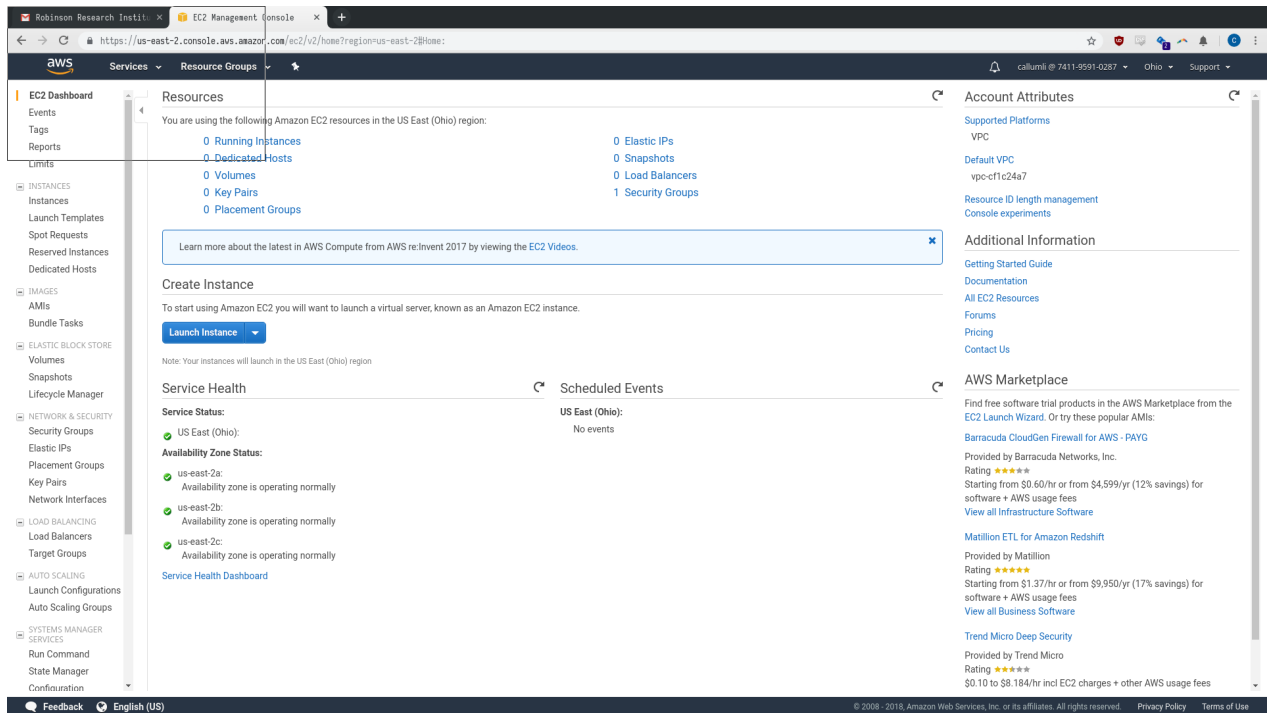 Robinson Research Institu
EC2 Management Console
https://us-east-2.console.aws.amazon.com/ec2/v2/home?region=us-east-2#Home:
aws
Services
Resource Groups
callumli @ 7411-9591-0287
Ohio
Support
EC2 Dashboard
Events
Tags
Reports
Limits
INSTANCES
Instances
Launch Templates
Spot Requests
Reserved Instances
Dedicated Hosts
IMAGES
AMIs
Bundle Tasks
ELASTIC BLOCK STORE
Volumes
Snapshots
Lifecycle Manager
NETWORK & SECURITY
Security Groups
Elastic IPs
Placement Groups
Key Pairs
Network Interfaces
LOAD BALANCING
Load Balancers
Target Groups
AUTO SCALING
Launch Configurations
Auto Scaling Groups
SYSTEMS MANAGER
SERVICES
Run Command
State Manager
Configuration
Resources
You are using the following Amazon EC2 resources in the US East (Ohio) region:
0 Running Instances
0 Elastic IPs
0 Dedicated Hosts
0 Snapshots
0 Volumes
0 Load Balancers
0 Key Pairs
1 Security Groups
0 Placement Groups
Learn more about the latest in AWS Compute from AWS re:Invent 2017 by viewing the EC2 Videos.
Create Instance
To start using Amazon EC2 you will want to launch a virtual server, known as an Amazon EC2 instance.
Launch Instance
Note: Your instances will launch in the US East (Ohio) region
Service Health
Service Status:
US East (Ohio):
Availability Zone Status:
us-east-2a:
Availability zone is operating normally
us-east-2b:
Availability zone is operating normally
us-east-2c:
Availability zone is operating normally
Service Health Dashboard
Scheduled Events
US East (Ohio):
No events
Account Attributes
Supported Platforms
VPC
Default VPC
vpc-cf1c24a7
Resource ID length management
Console experiments
Additional Information
Getting Started Guide
Documentation
All EC2 Resources
Forums
Pricing
Contact Us
AWS Marketplace
Find free software trial products in the AWS Marketplace from the
EC2 Launch Wizard. Or try these popular AMIs:
Barracuda CloudGen Firewall for AWS - PAYG
Provided by Barracuda Networks, Inc.
Rating
Starting from $0.60/hr or from $4,599/yr (12% savings) for
software + AWS usage fees
View all Infrastructure Software
Matillion ETL for Amazon Redshift
Provided by Matillion
Rating
Starting from $1.37/hr or from $9,950/yr (17% savings) for
software + AWS usage fees
View all Business Software
Trend Micro Deep Security
Provided by Trend Micro
Rating
$0.10 to $8.184/hr incl EC2 charges + other AWS usage fees
Feedback
English (US)
© 2008 - 2018, Amazon Web Services, Inc. or its affiliates. All rights reserved.
Privacy Policy
Terms of Use